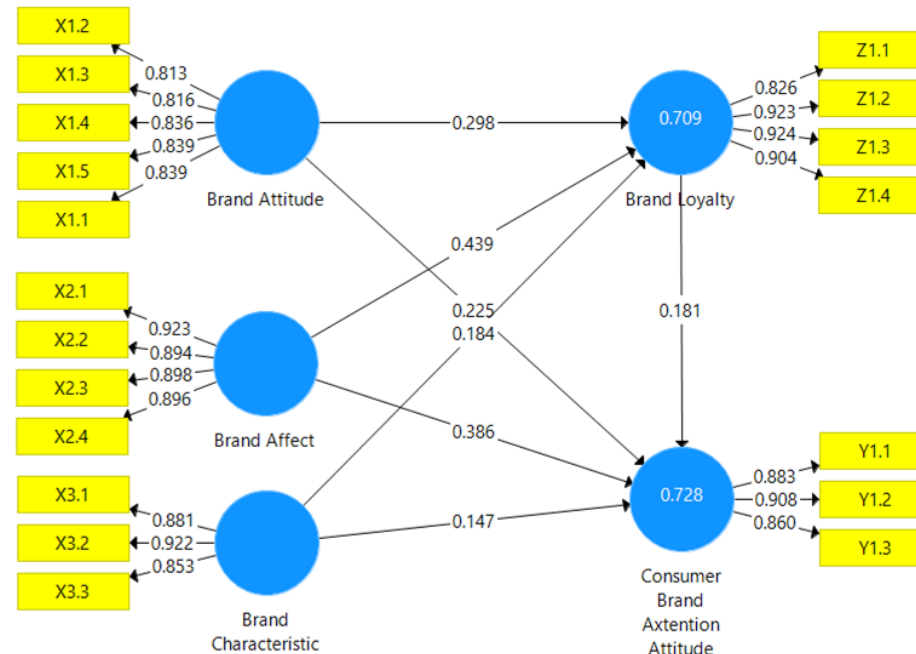 X1.2
X1.3
X1.4
X1.5
X1.1
0.813
0.816
0.836
0.839
0.839
Brand Attitude
X2.1
X2.2
X2.3
X2.4
0.923
0.894
0.898
0.896
Brand Affect
X3.1
X3.2
X3.3
0.881
0.922
0.853
Brand
Characteristic
0.298
0.439
0.225
0.184
0.386
0.147
0.181
0.709
Brand Loyalty
0.826
0.923
0.924
0.904
Z1.1
Z1.2
Z1.3
Z1.4
0.728
Consumer
Brand
Axtention
Attitude
0.883
0.908
0.860
Y1.1
Y1.2
Y1.3